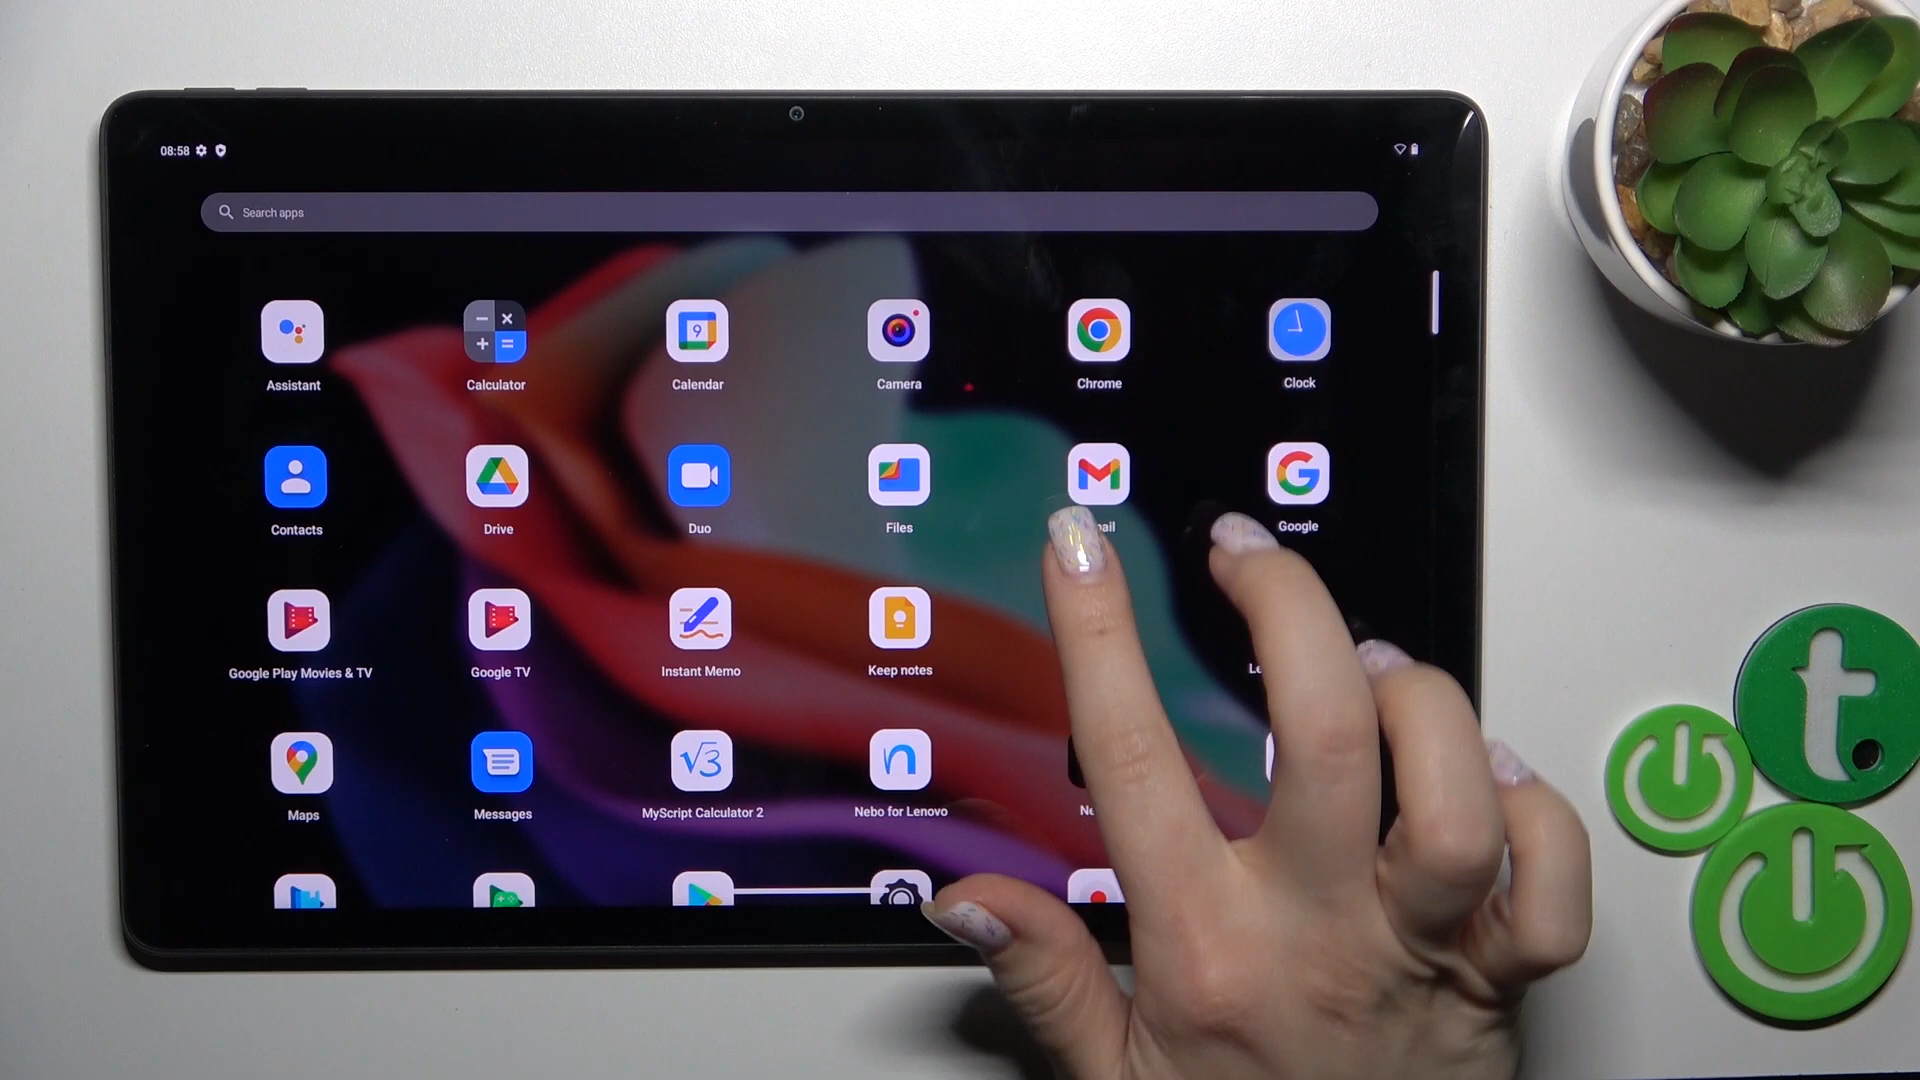 08:58
Search apps
Assistant Calculator Calendar Camera Chrome Clock
Contacts Drive Duo Files Google
Google Play Movies & TV Google TV Instant Memo Keep notes
Maps Messages MyScript Calculator 2 Nebo for Lenovo